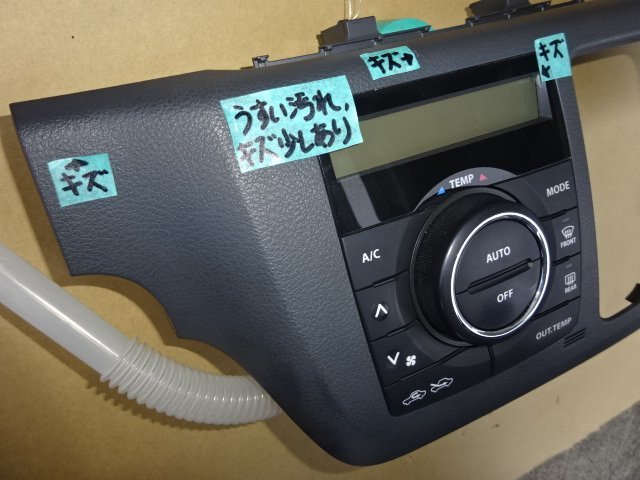 キズ→
キズ
←
うすい汚れ,
キズ少しあり
↑
キズ
TEMP
MODE
A/C
AUTO
OFF
FRONT
REAR
OUT.TEMP